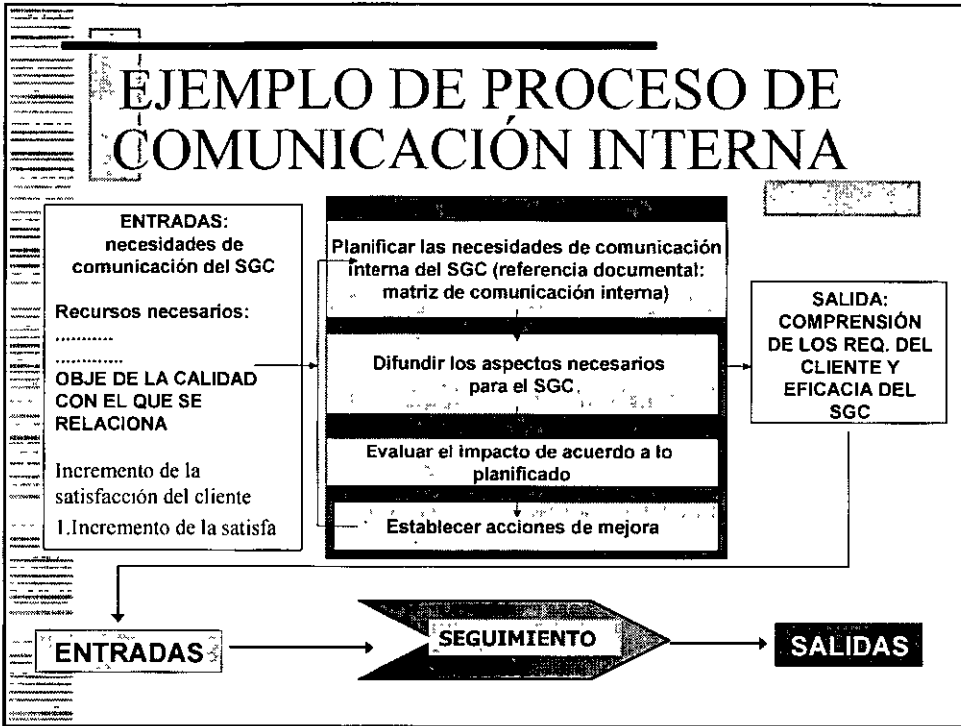 EJEMPLO DE PROCESO DE
COMUNICACIÓN INTERNA
ENTRADAS:
necesidades de
comunicación del SGC
Recursos necesarios:
...........
.............
OBJE DE LA CALIDAD
CON EL QUE SE
RELACIONA
Incremento de la
satisfacción del cliente
1.Incremento de la satisfa
Planificar las necesidades de comunicación
interna del SGC (referencia documental:
matriz de comunicación interna)
Difundir los aspectos necesarios
para el SGC.
Evaluar el impacto de acuerdo a lo
planificado
Establecer acciones de mejora
SALIDA:
COMPRENSIÓN
DE LOS REQ. DEL
CLIENTE Y
EFICACIA DEL
SGC
ENTRADAS
SEGUIMIENTO
SALIDAS